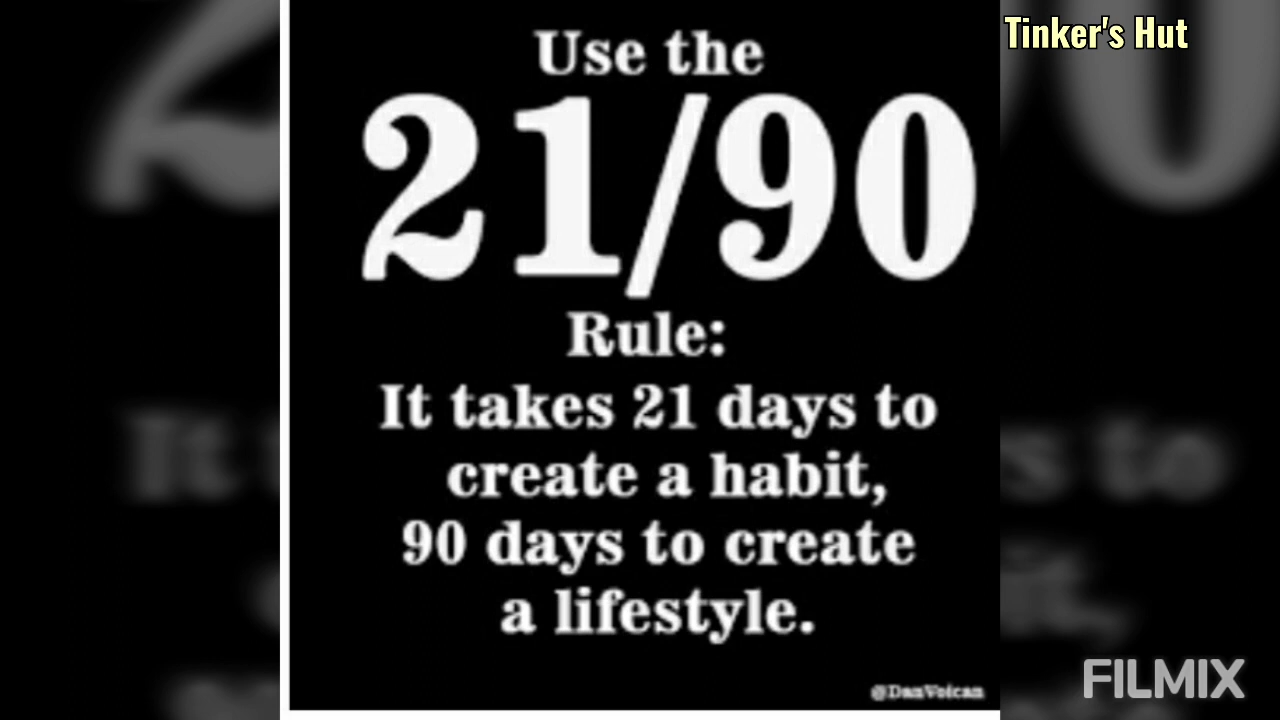 Use the
21/90
Rule:
It takes 21 days to
create a habit,
90 days to create
a lifestyle.
@DanVoican
Tinker's Hut
FILMIX